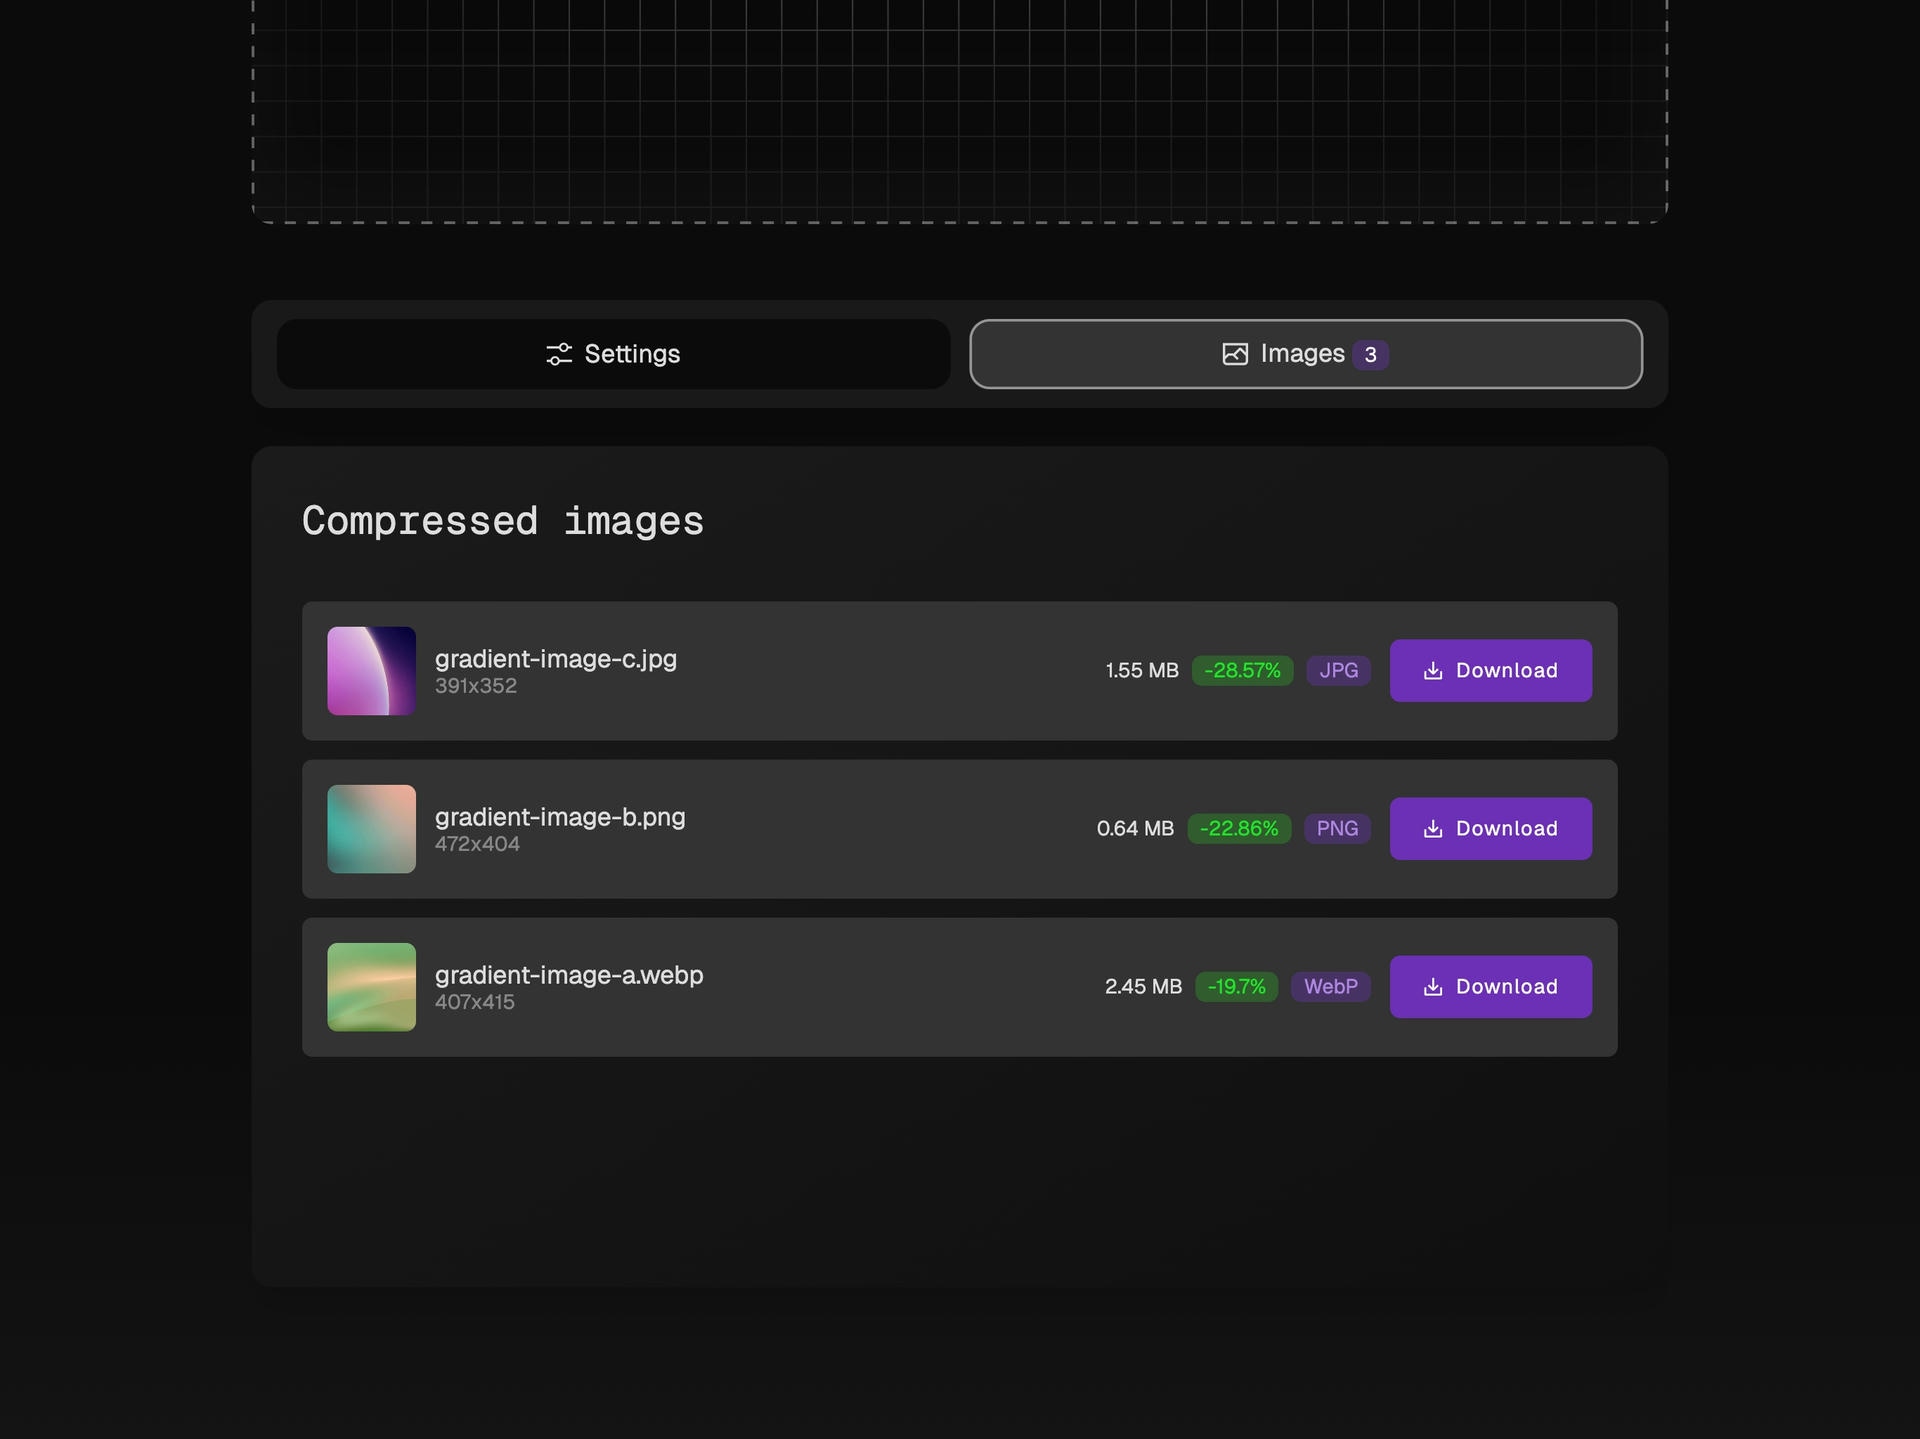 Settings
Images 3
Compressed images
gradient-image-c.jpg
391x352
1.55 MB -28.57% JPG Download
gradient-image-b.png
472x404
0.64 MB -22.86% PNG Download
gradient-image-a.webp
407x415
2.45 MB -19.7% WebP Download